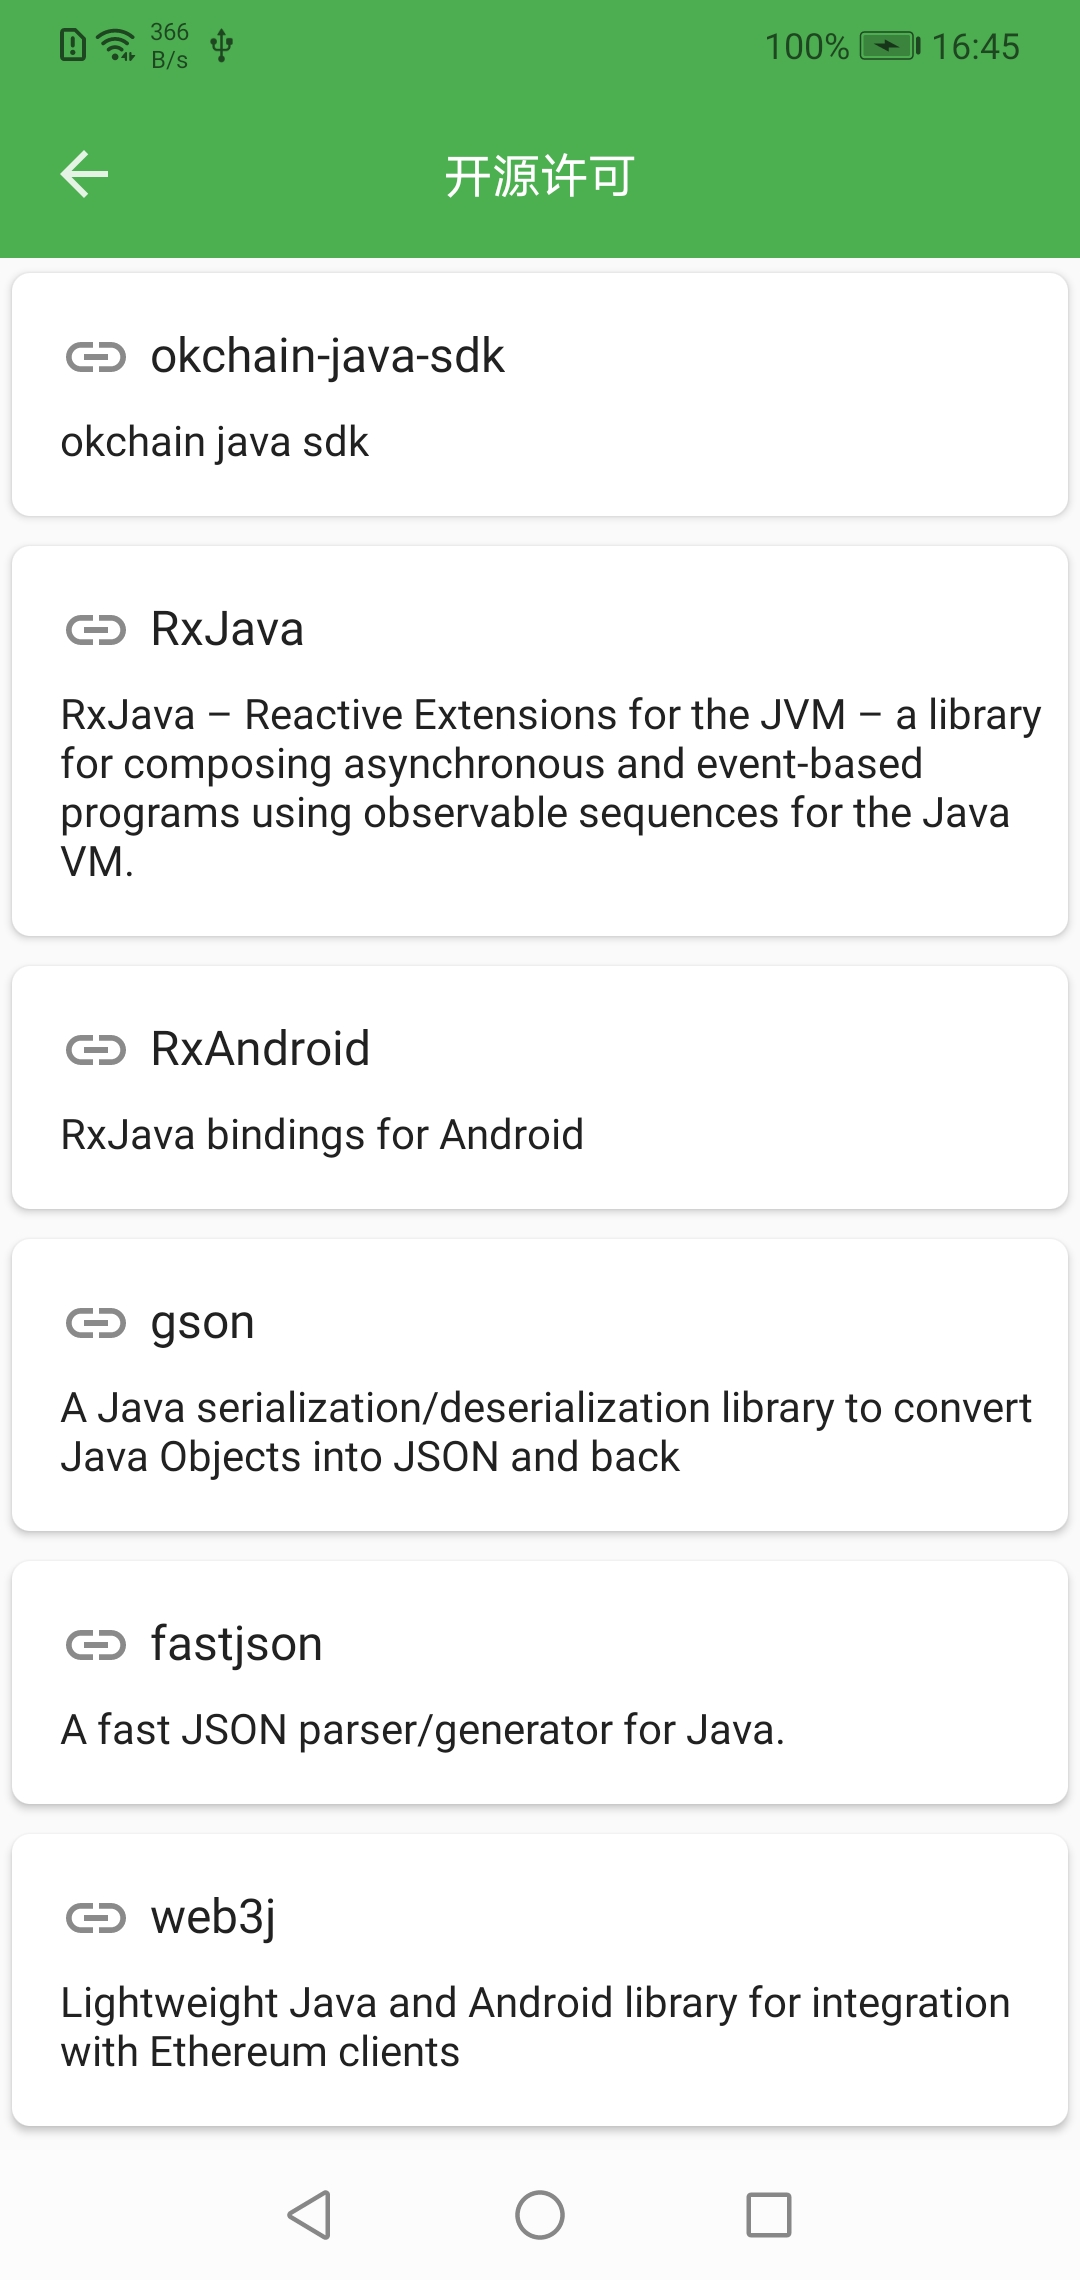 366
B/s
100%
16:45
开源许可
okchain-java-sdk
okchain java sdk
RxJava
RxJava – Reactive Extensions for the JVM – a library
for composing asynchronous and event-based
programs using observable sequences for the Java
VM.
RxAndroid
RxJava bindings for Android
gson
A Java serialization/deserialization library to convert
Java Objects into JSON and back
fastjson
A fast JSON parser/generator for Java.
web3j
Lightweight Java and Android library for integration
with Ethereum clients